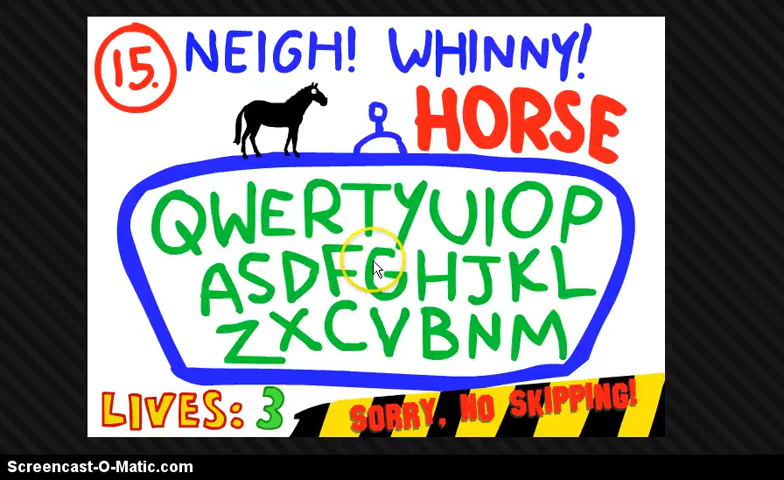 15. NEIGH! WHINNY!
HORSE
QWERTYUIOP
ASDFGHJKL
ZXCVBNM
LIVES: 3
SORRY, NO SKIPPING!
Screencast-O-Matic.com